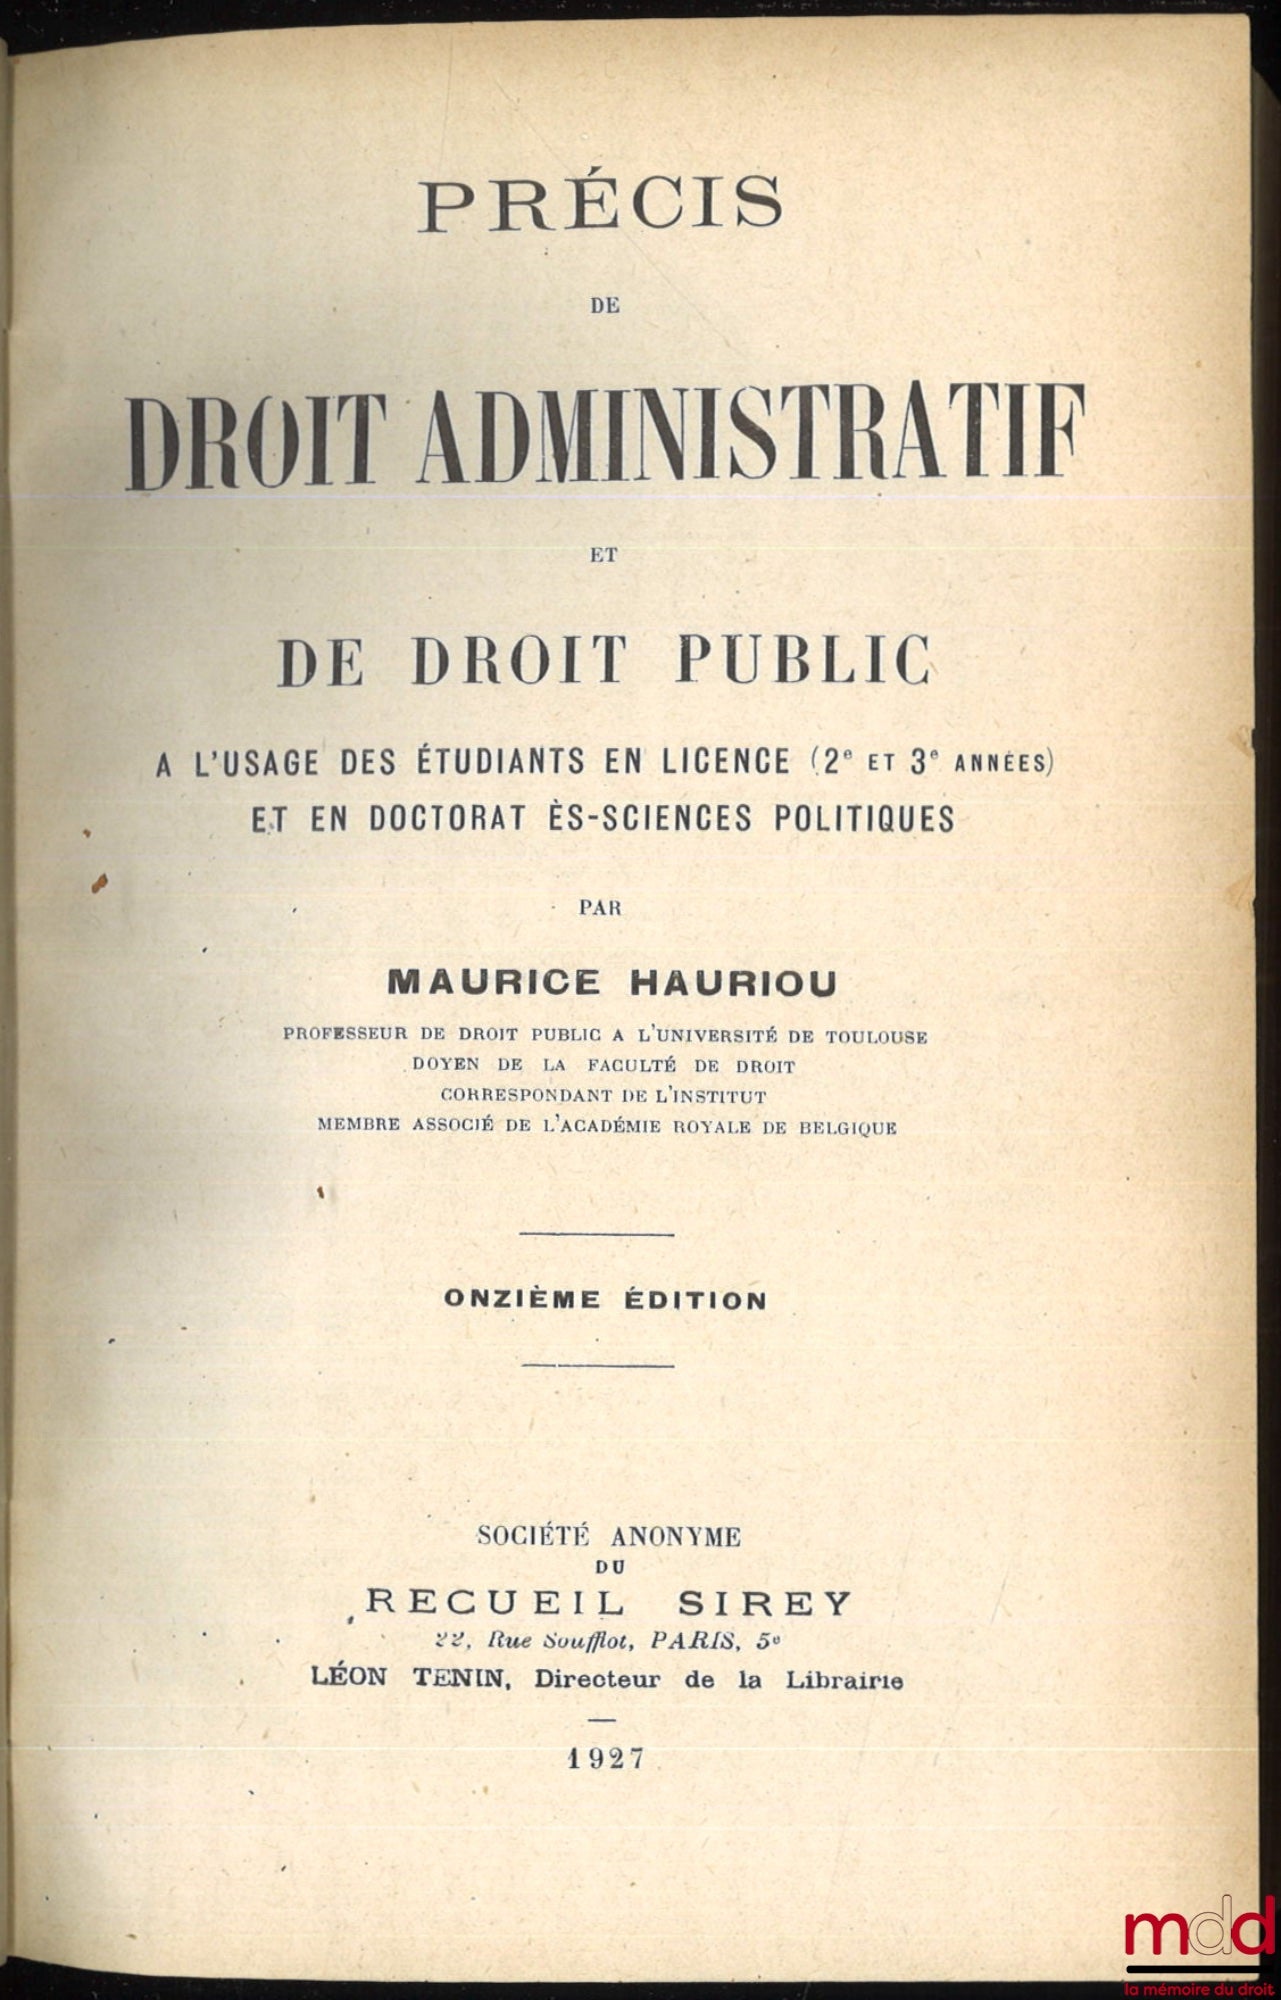 PRÉCIS
DE
DROIT ADMINISTRATIF
ET
DE DROIT PUBLIC
A L'USAGE DES ÉTUDIANTS EN LICENCE (2e ET 3e ANNÉES)
ET EN DOCTORAT ÈS-SCIENCES POLITIQUES
PAR
MAURICE HAURIOU
PROFESSEUR DE DROIT PUBLIC A L'UNIVERSITÉ DE TOULOUSE
DOYEN DE LA FACULTÉ DE DROIT
CORRESPONDANT DE L'INSTITUT
MEMBRE ASSOCIÉ DE L'ACADÉMIE ROYALE DE BELGIQUE
ONZIÈME ÉDITION
SOCIÉTÉ ANONYME
DU
RECUEIL SIREY
22, Rue Soufflot, PARIS, 5e
LÉON TENIN, Directeur de la Librairie
1927
mdd
la mémoire du droit